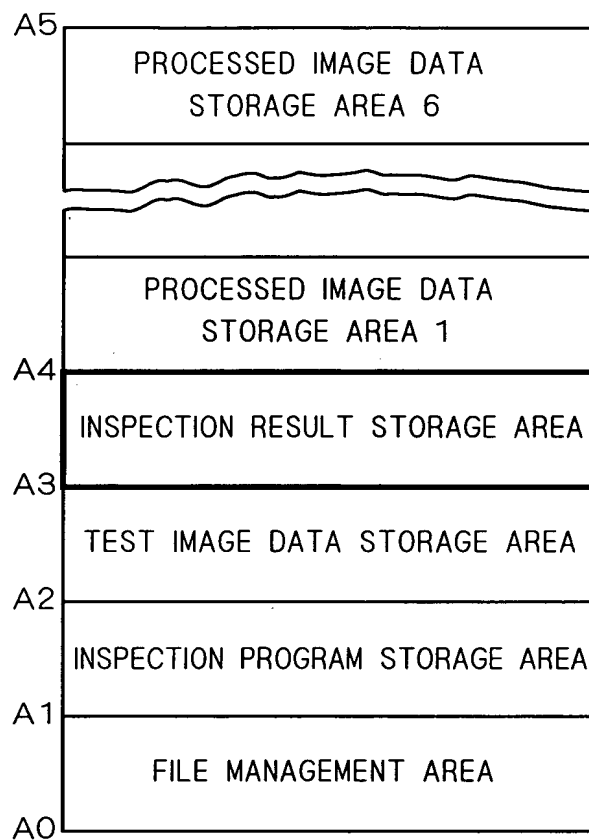 A5
PROCESSED IMAGE DATA
STORAGE AREA 6
PROCESSED IMAGE DATA
STORAGE AREA 1
A4
INSPECTION RESULT STORAGE AREA
A3
TEST IMAGE DATA STORAGE AREA
A2
INSPECTION PROGRAM STORAGE AREA
A1
FILE MANAGEMENT AREA
A0